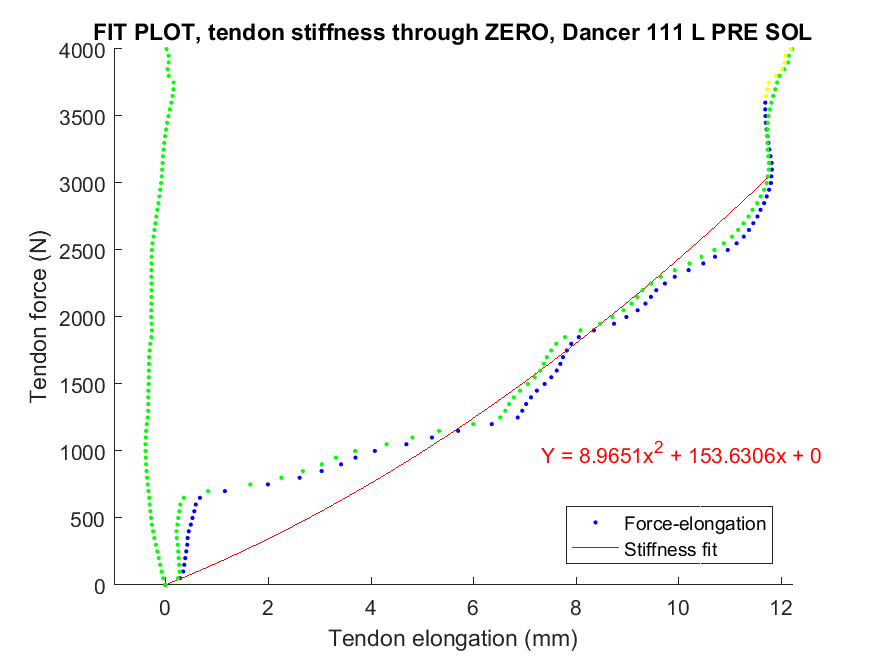 FIT PLOT, tendon stiffness through ZERO, Dancer 111 L PRE SOL
4000
3500
3000
2500
2000
1500
1000
500
0
Tendon force (N)
Y = 8.9651x² + 153.6306x + 0
Force-elongation
Stiffness fit
0 2 4 6 8 10 12
Tendon elongation (mm)